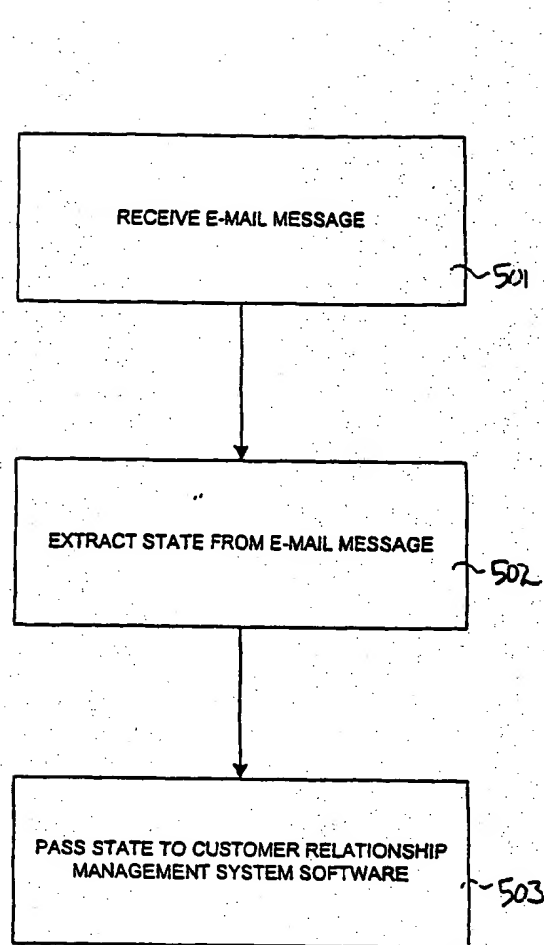 RECEIVE E-MAIL MESSAGE
501
EXTRACT STATE FROM E-MAIL MESSAGE
502
PASS STATE TO CUSTOMER RELATIONSHIP
MANAGEMENT SYSTEM SOFTWARE
503